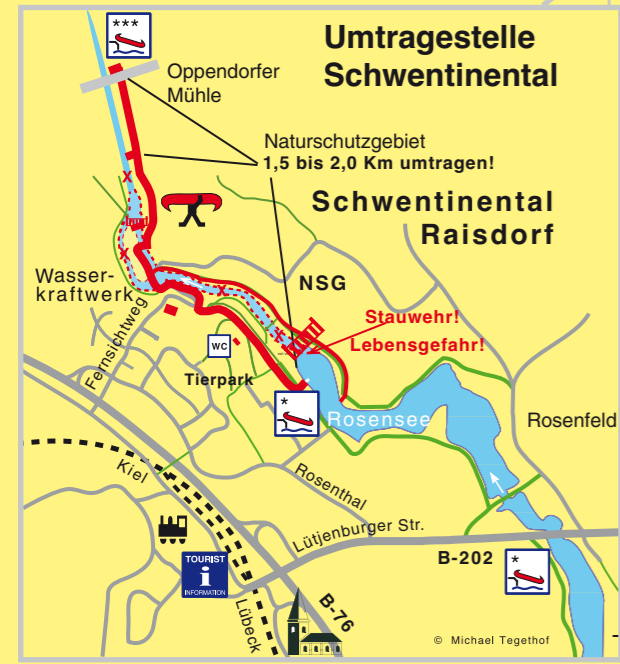 ***
Umtragestelle
Schwentinental
Oppendorfer
Mühle
Naturschutzgebiet
1,5 bis 2,0 Km umtragen!
x
Schwentinental
Raisdorf
x
Wasser-
kraftwerk
x
NSG
Fernsichtweg
x
Stauwehr!
Lebensgefahr!
WC
Tierpark
*
Rosensee
Rosenfeld
Kiel
Rosenthal
Lütjenburger Str.
TOURIST
i
INFORMATION
B-202
*
Lübeck
B-76
© Michael Tegethof